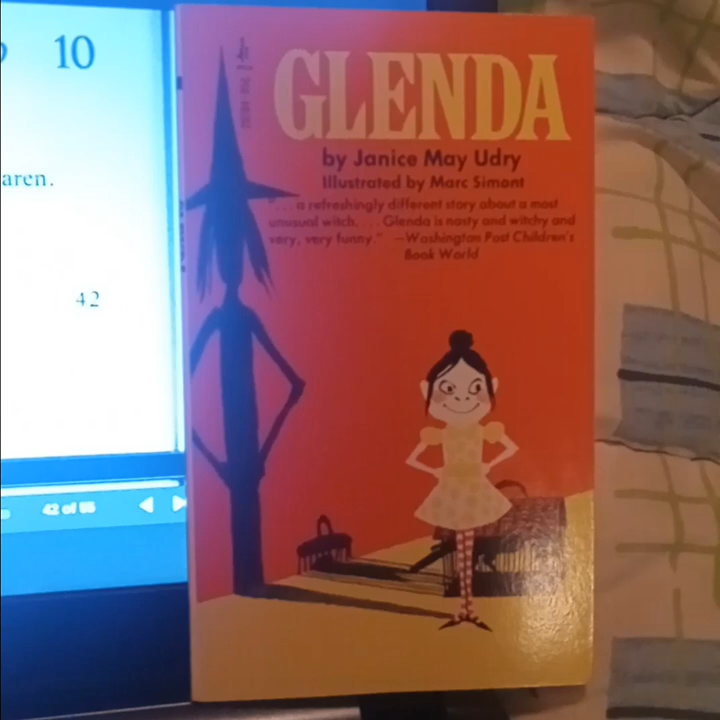 10
aren.
42
42 of 95
GLENDA
by Janice May Udry
Illustrated by Marc Simont
". . . a refreshingly different story about a most
unusual witch. . . . Glenda is nasty and witchy and
very, very funny." —Washington Post Children's
Book World